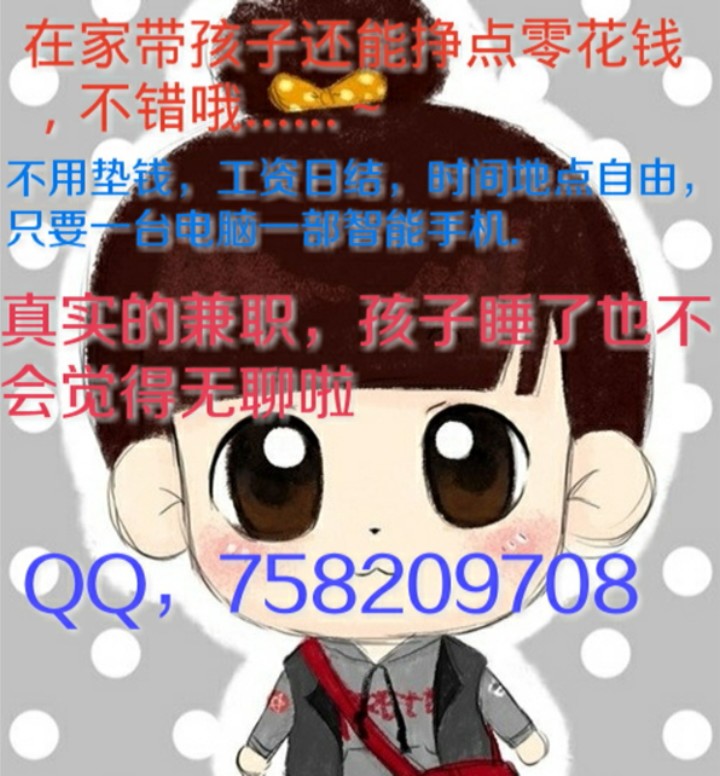 在家带孩子还能挣点零花钱
，不错哦......~
不用垫钱，工资日结，时间地点自由，
只要一台电脑一部智能手机.
真实的兼职，孩子睡了也不
会觉得无聊啦
QQ，758209708